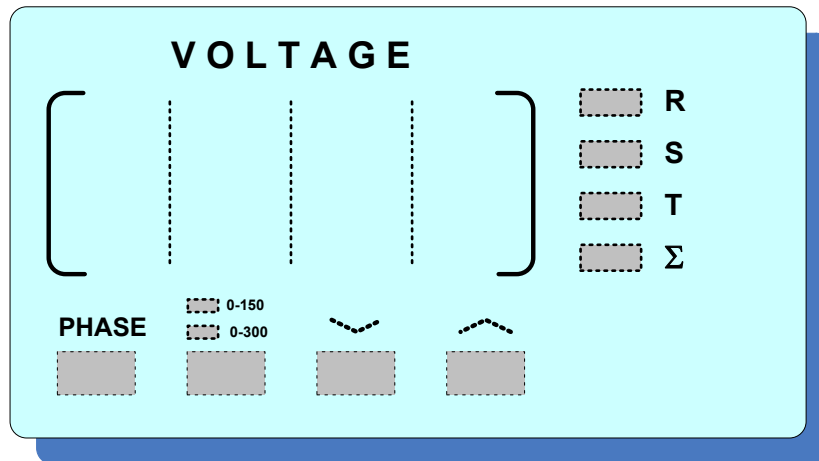 VOLTAGE
R
S
T
Σ
0-150
PHASE
0-300